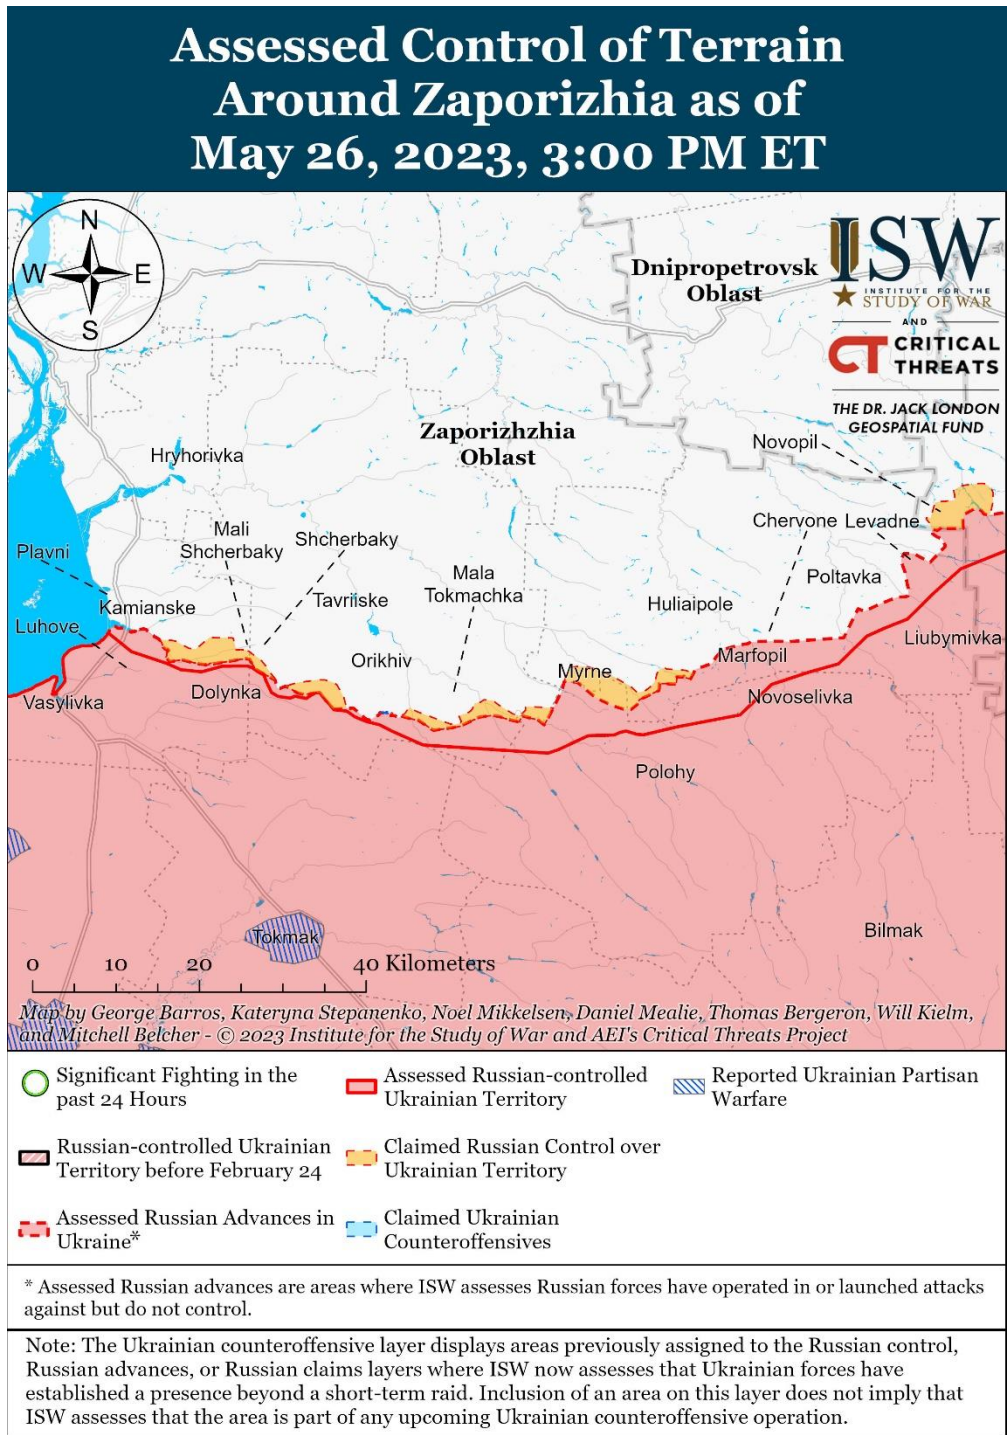 Assessed Control of Terrain
Around Zaporizhia as of
May 26, 2023, 3:00 PM ET
N
W
E
S
Dnipropetrovsk
Oblast
ISW
INSTITUTE FOR THE
STUDY OF WAR
AND
CT CRITICAL
THREATS
THE DR. JACK LONDON
GEOSPATIAL FUND
Zaporizhzhia
Oblast
Novopil
Hryhorivka
Mali
Shcherbaky
Shcherbaky
Chervone
Levadne
Plavni
Mala
Tokmachka
Poltavka
Kamianske
Tavriiske
Huliaipole
Luhove
Liubymivka
Orikhiv
Myrne
Marfopil
Vasylivka
Dolynka
Novoselivka
Polohy
Tokmak
Bilmak
0 10 20 40 Kilometers
Map by George Barros, Kateryna Stepanenko, Noel Mikkelsen, Daniel Mealie, Thomas Bergeron, Will Kielm,
and Mitchell Belcher - © 2023 Institute for the Study of War and AEI's Critical Threats Project
Significant Fighting in the
past 24 Hours
Assessed Russian-controlled
Ukrainian Territory
Reported Ukrainian Partisan
Warfare
Russian-controlled Ukrainian
Territory before February 24
Claimed Russian Control over
Ukrainian Territory
Assessed Russian Advances in
Ukraine*
Claimed Ukrainian
Counteroffensives
* Assessed Russian advances are areas where ISW assesses Russian forces have operated in or launched attacks
against but do not control.
Note: The Ukrainian counteroffensive layer displays areas previously assigned to the Russian control,
Russian advances, or Russian claims layers where ISW now assesses that Ukrainian forces have
established a presence beyond a short-term raid. Inclusion of an area on this layer does not imply that
ISW assesses that the area is part of any upcoming Ukrainian counteroffensive operation.